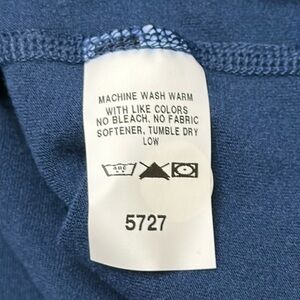 MACHINE WASH WARM
WITH LIKE COLORS
NO BLEACH, NO FABRIC
SOFTENER, TUMBLE DRY
LOW
5727